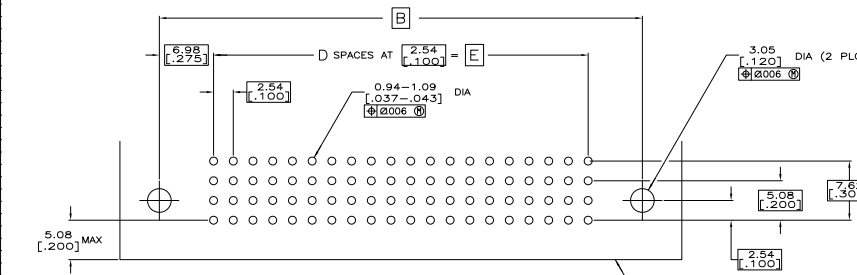 B
6.98
[.275]
D SPACES AT 2.54 = E
[.100]
3.05
[.120] DIA (2
⌖ Ø.006 Ⓜ
2.54
[.100]
0.94-1.09 DIA
[.037-.043]
⌖ Ø.006 Ⓜ
5.08
[.200]
5.08 MAX
[.200]
2.54
[.100]